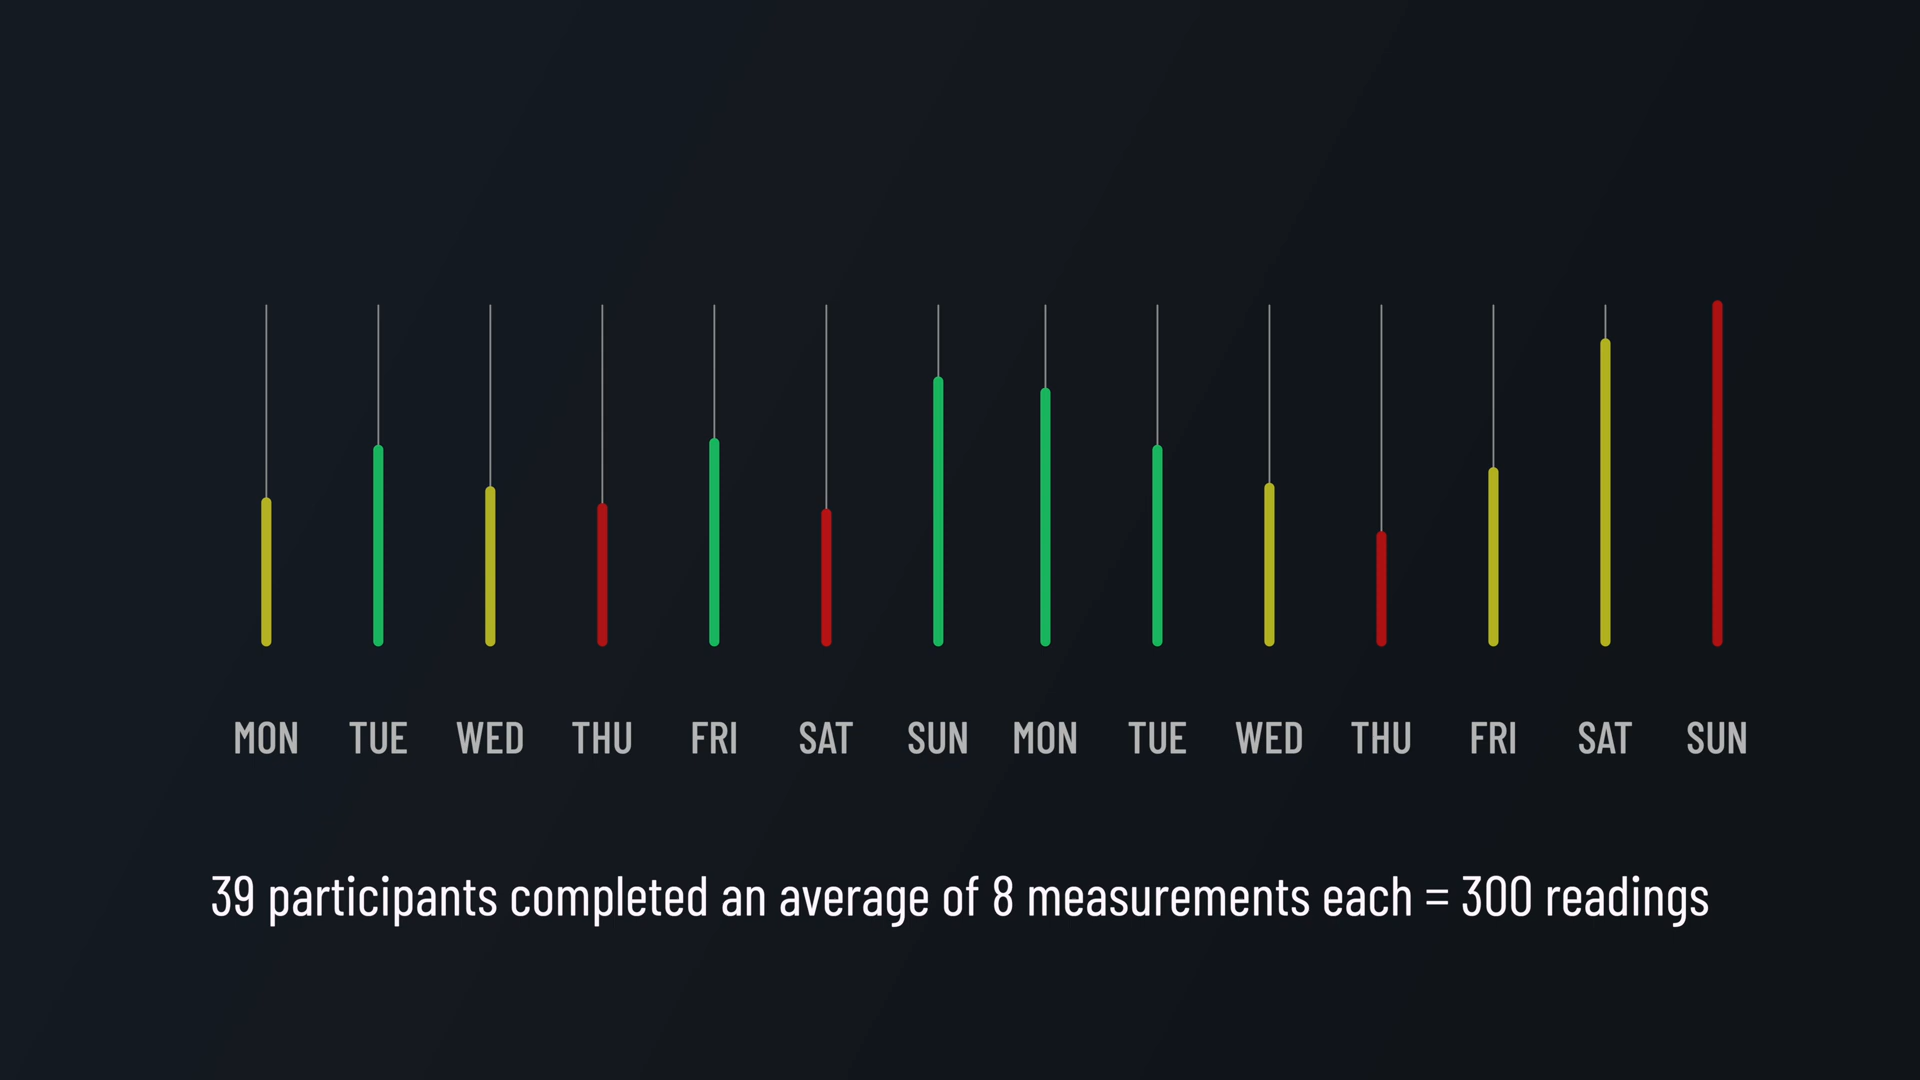 MON TUE WED THU FRI SAT SUN MON TUE WED THU FRI SAT SUN
39 participants completed an average of 8 measurements each = 300 readings